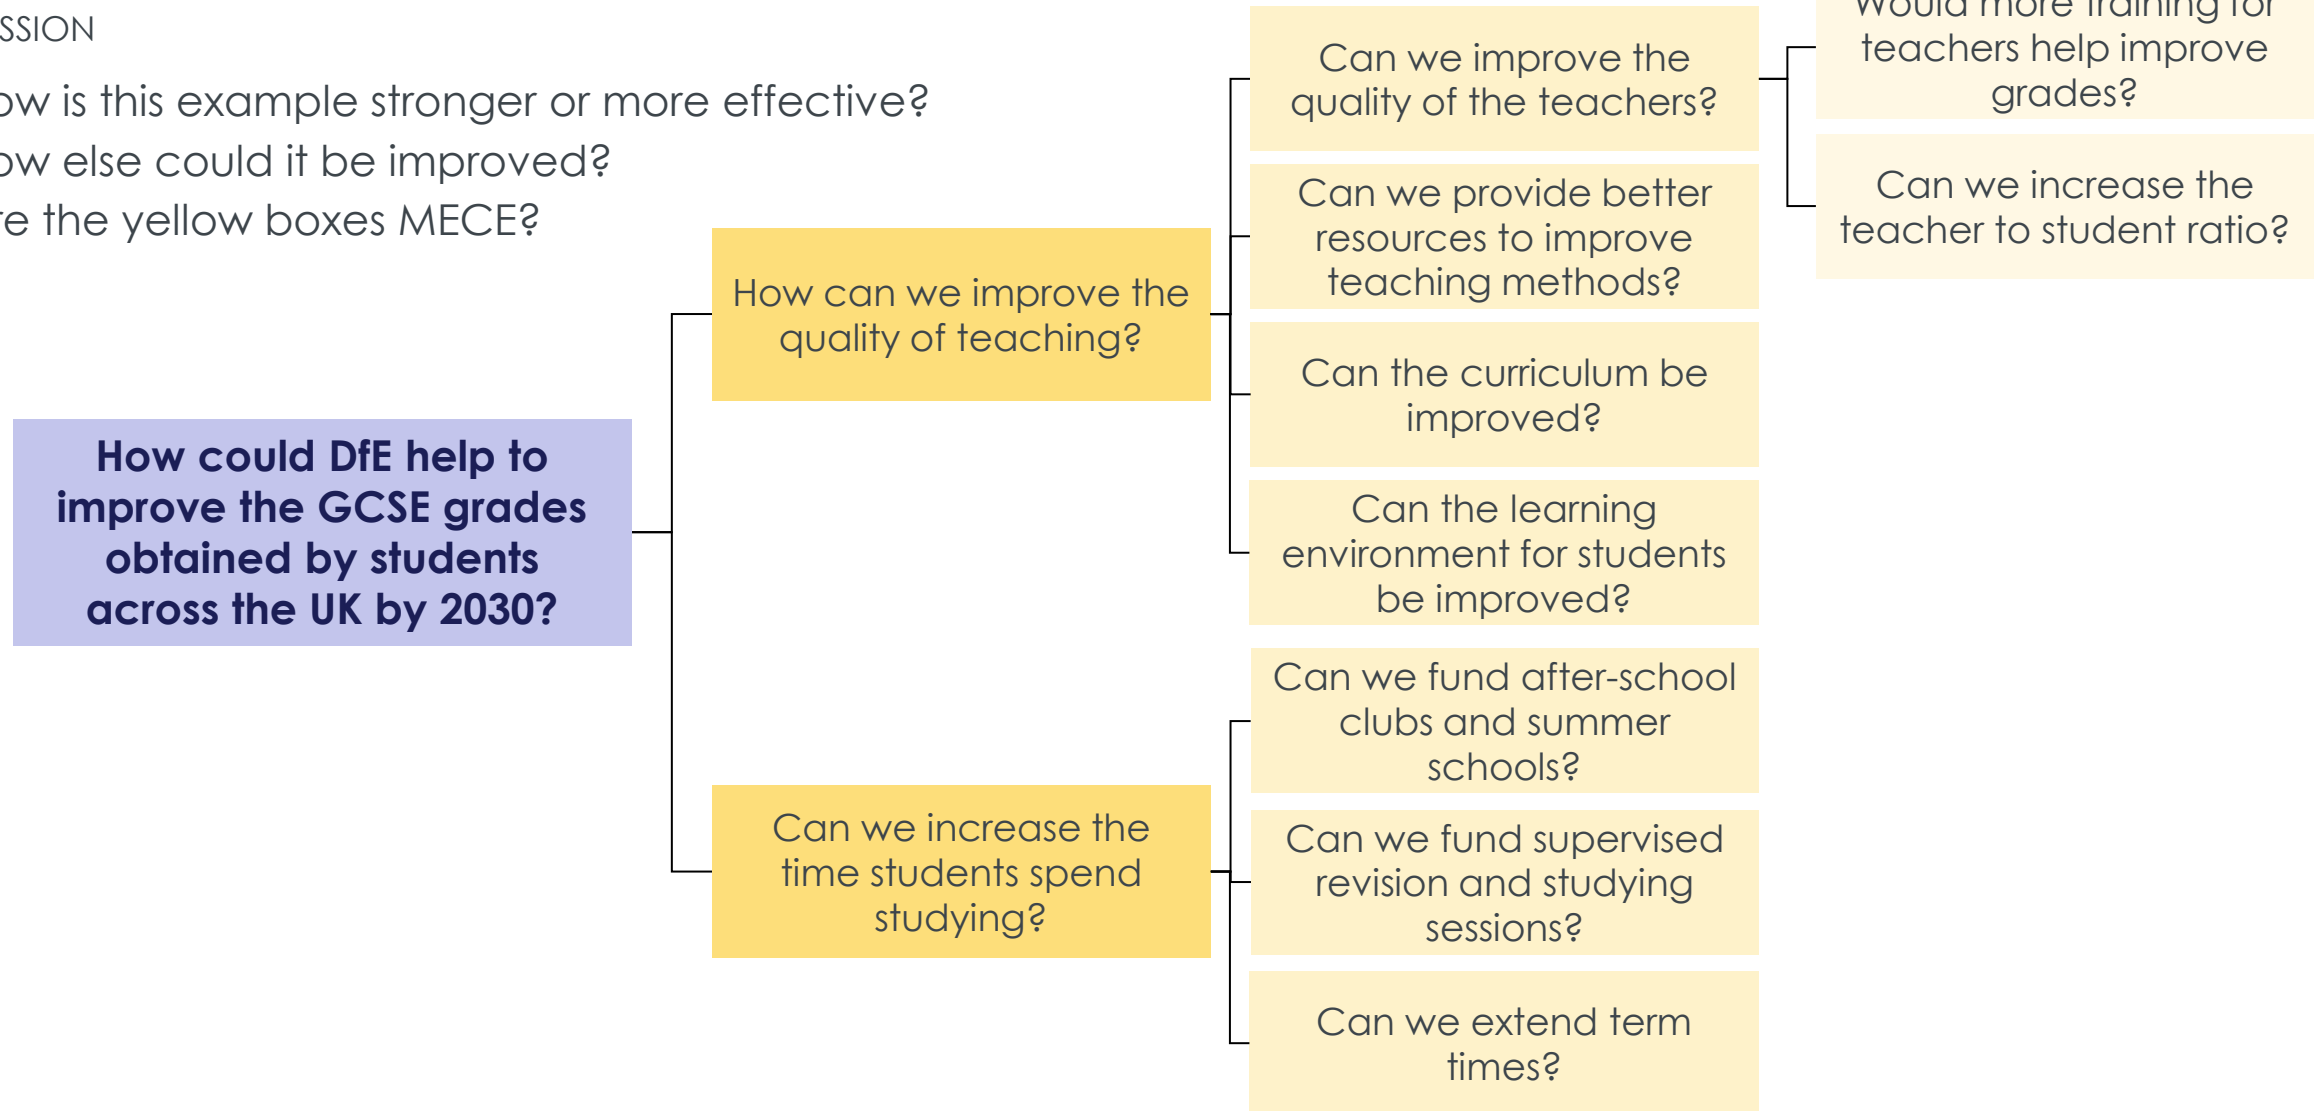 SSION
ow is this example stronger or more effective?
ow else could it be improved?
re the yellow boxes MECE?
How could DfE help to
improve the GCSE grades
obtained by students
across the UK by 2030?
How can we improve the
quality of teaching?
Can we increase the
time students spend
studying?
Can we improve the
quality of the teachers?
Can we provide better
resources to improve
teaching methods?
Can the curriculum be
improved?
Can the learning
environment for students
be improved?
Can we fund after-school
clubs and summer
schools?
Can we fund supervised
revision and studying
sessions?
Can we extend term
times?
Would more training for
teachers help improve
grades?
Can we increase the
teacher to student ratio?